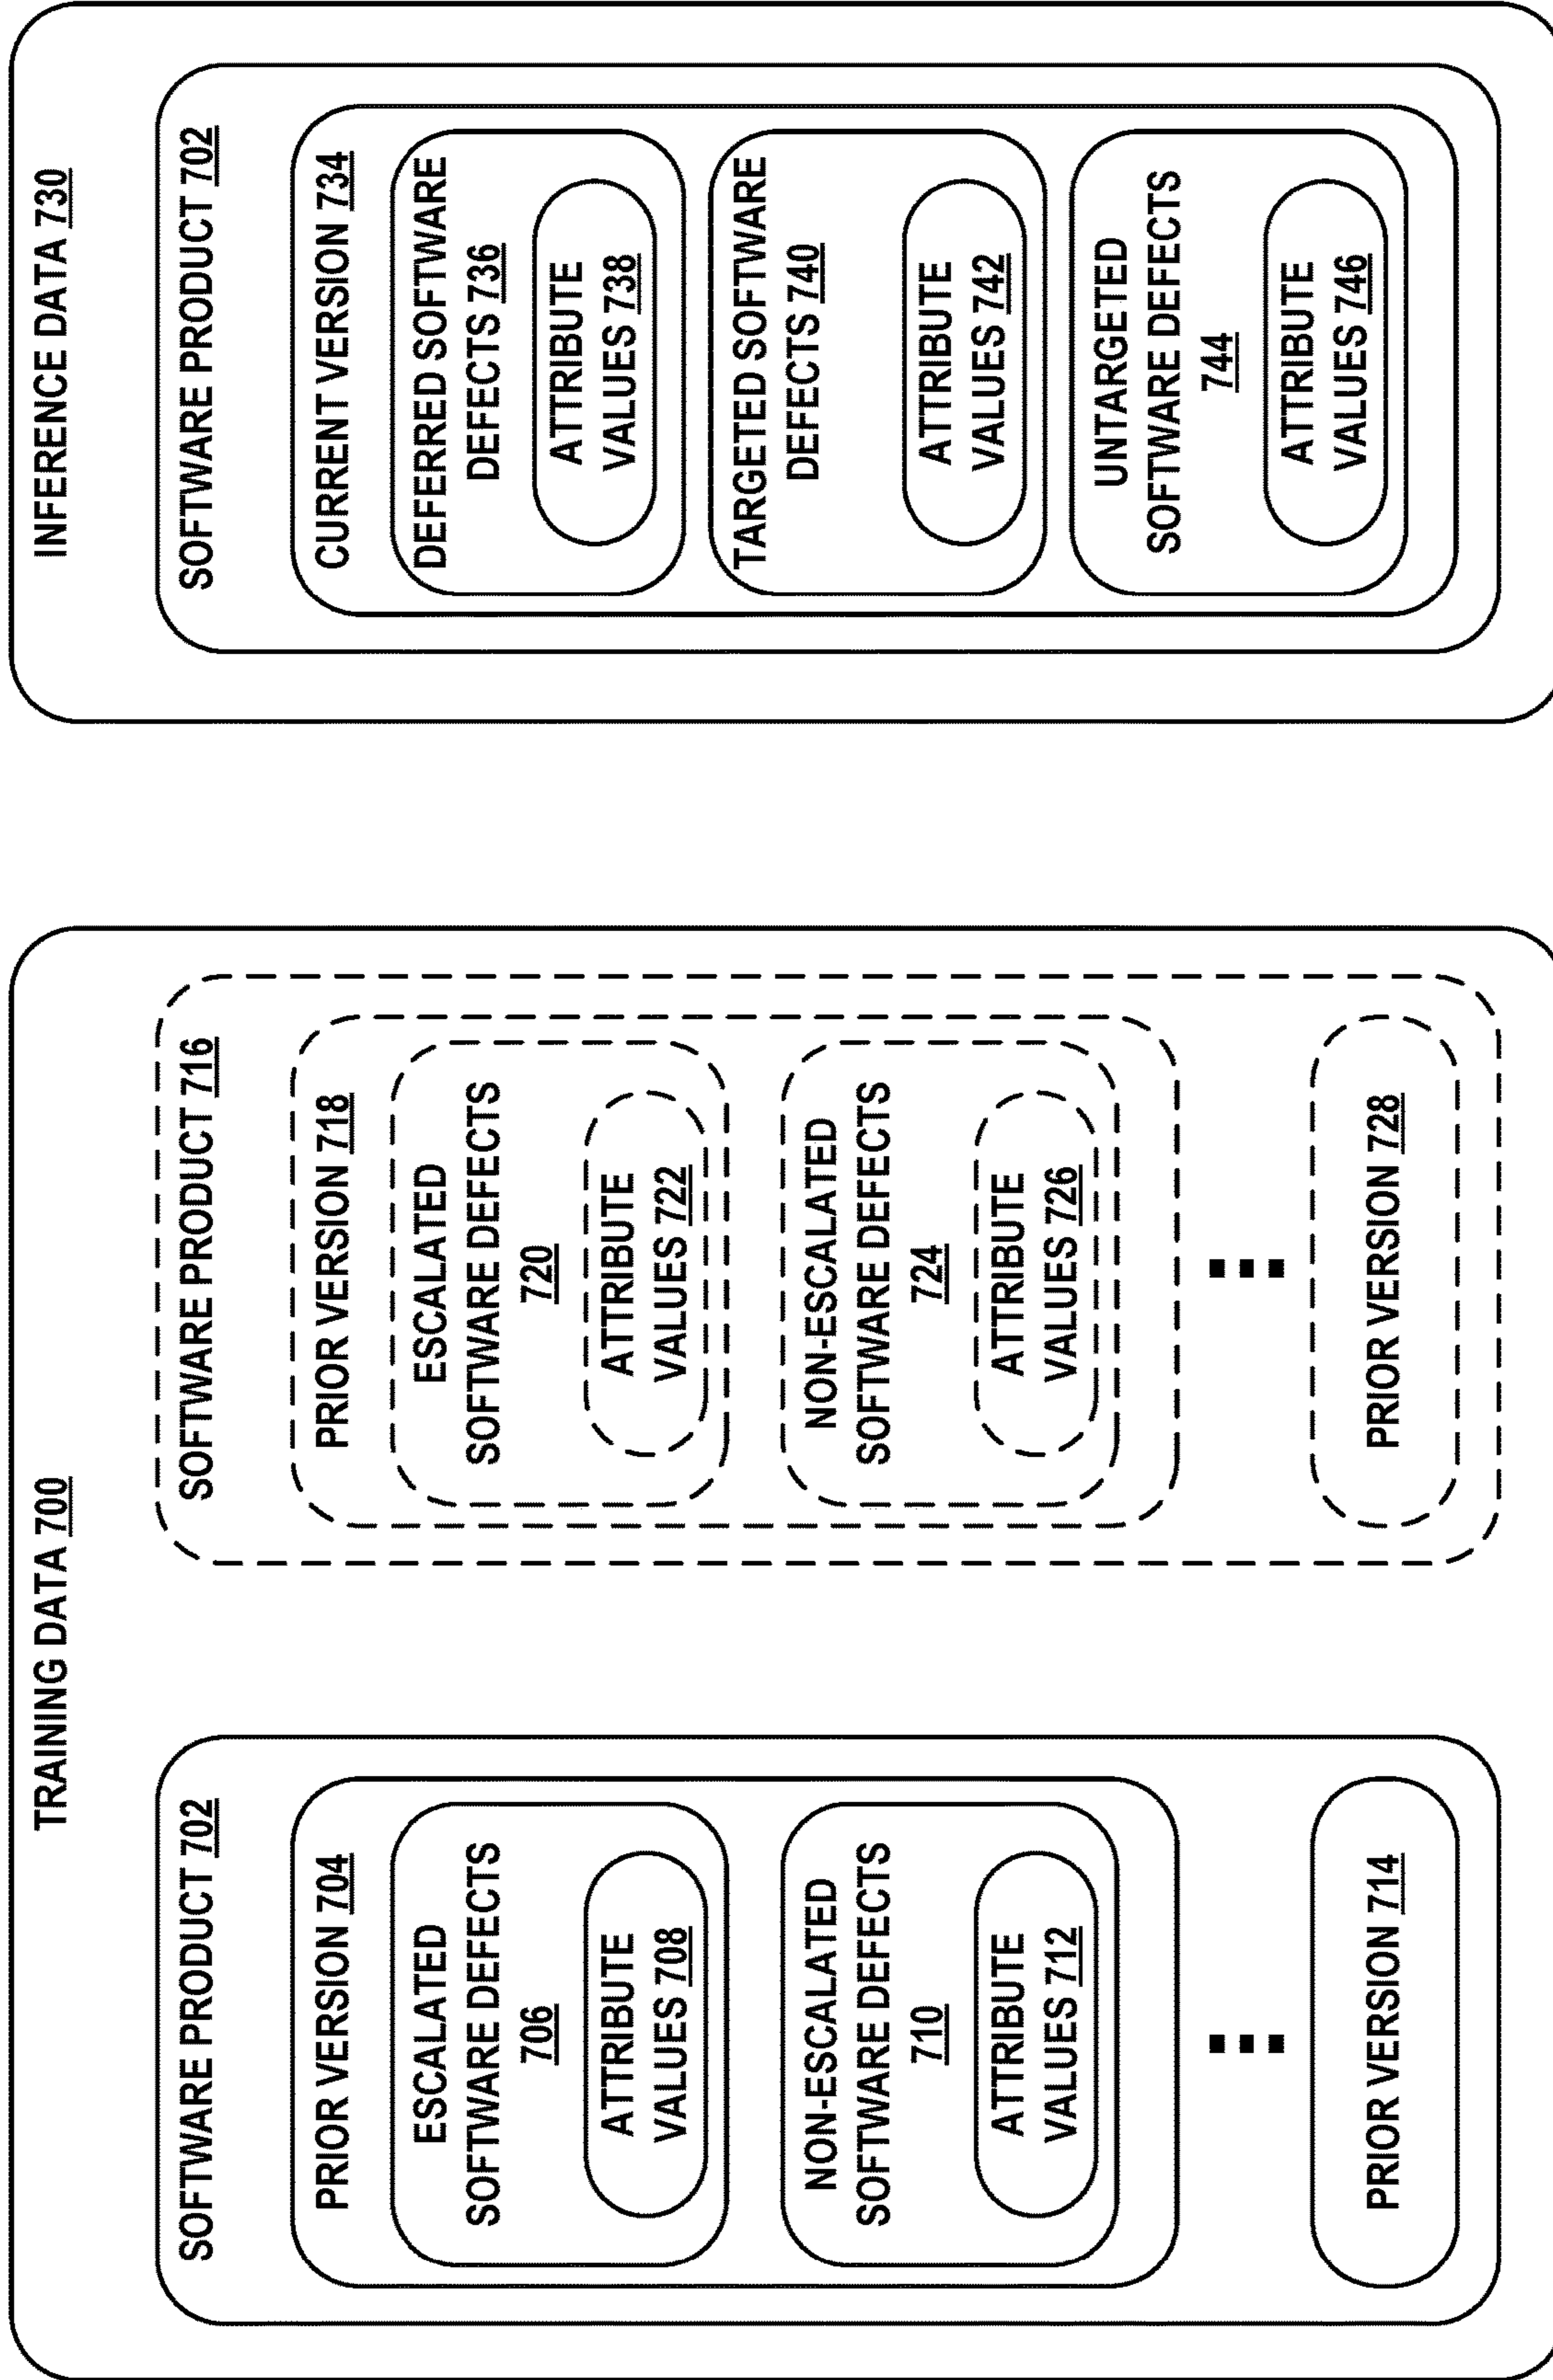 TRAINING DATA 700
SOFTWARE PRODUCT 702
PRIOR VERSION 704
ESCALATED
SOFTWARE DEFECTS
706
ATTRIBUTE
VALUES 708
NON-ESCALATED
SOFTWARE DEFECTS
710
ATTRIBUTE
VALUES 712
PRIOR VERSION 714
SOFTWARE PRODUCT 716
PRIOR VERSION 718
ESCALATED
SOFTWARE DEFECTS
720
ATTRIBUTE
VALUES 722
NON-ESCALATED
SOFTWARE DEFECTS
724
ATTRIBUTE
VALUES 726
PRIOR VERSION 728
INFERENCE DATA 730
SOFTWARE PRODUCT 702
CURRENT VERSION 734
DEFERRED SOFTWARE
DEFECTS 736
ATTRIBUTE
VALUES 738
TARGETED SOFTWARE
DEFECTS 740
ATTRIBUTE
VALUES 742
UNTARGETED
SOFTWARE DEFECTS
744
ATTRIBUTE
VALUES 746